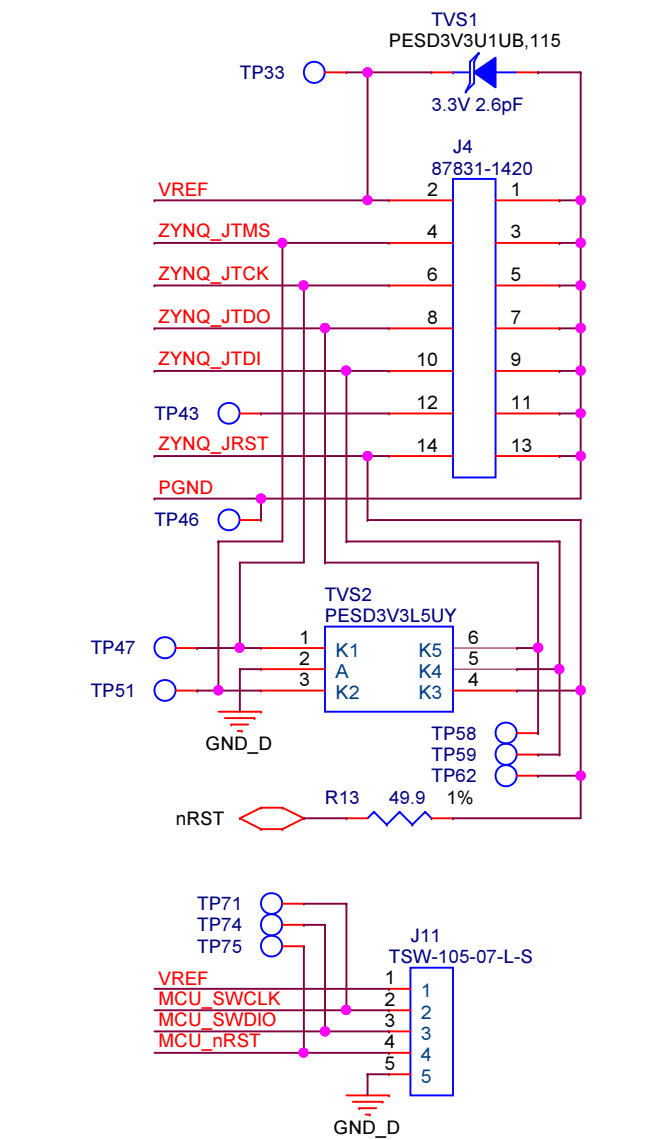 TVS1
PESD3V3U1UB,115
TP33
3.3V 2.6pF
J4
87831-1420
VREF 2 1
ZYNQ_JTMS 4 3
ZYNQ_JTCK 6 5
ZYNQ_JTDO 8 7
ZYNQ_JTDI 10 9
TP43 12 11
ZYNQ_JRST 14 13
PGND
TP46
TVS2
PESD3V3L5UY
TP47 1 K1 K5 6
2 A K4 5
TP51 3 K2 K3 4
GND_D
TP58
TP59
TP62
R13 49.9 1%
nRST
TP71
TP74
TP75
J11
TSW-105-07-L-S
VREF 1 1
MCU_SWCLK 2 2
MCU_SWDIO 3 3
MCU_nRST 4 4
5 5
GND_D